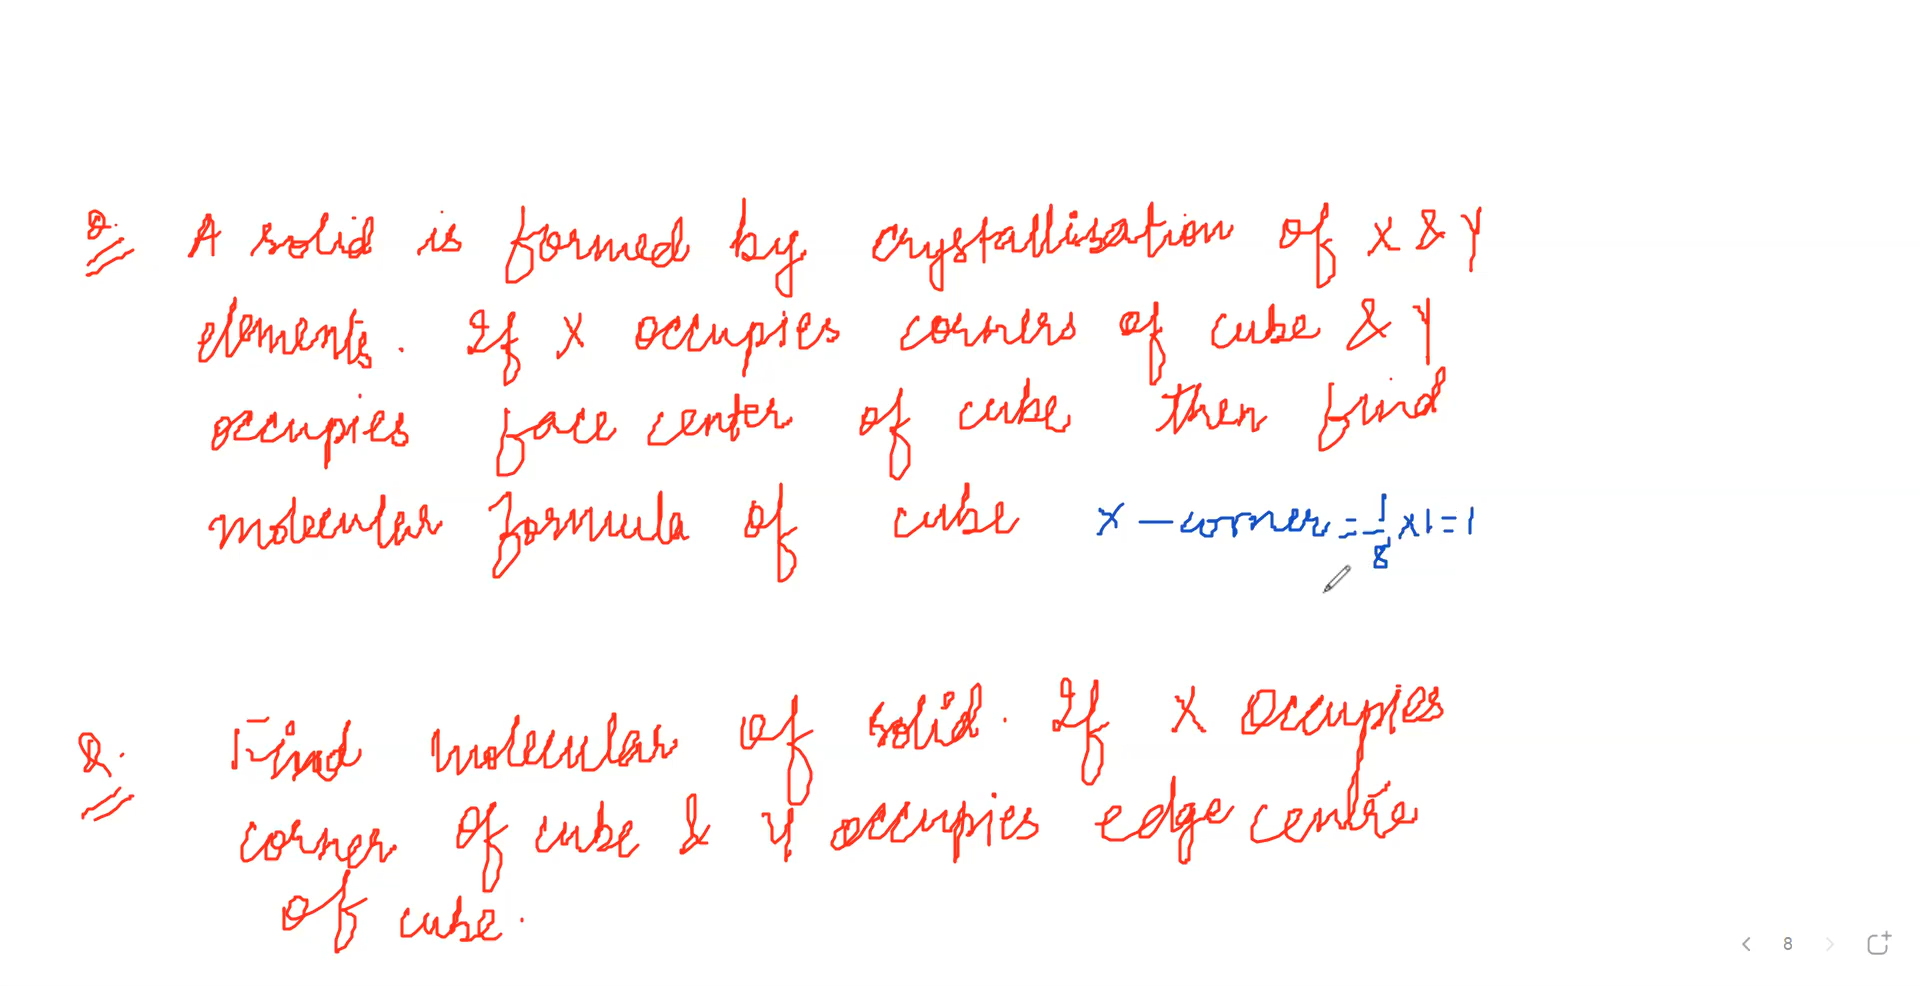 Q. A solid is formed by crystallisation of X & Y
elements. If X occupies corners of cube & Y
occupies face center of cube then find
molecular formula of cube X — corner = 1/8 x 1 = 1
Q. Find molecular of solid. If X occupies
corner of cube & Y occupies edge centre
of cube.
8